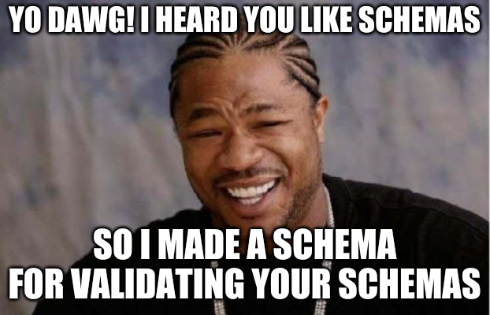 YO DAWG! I HEARD YOU LIKE SCHEMAS
SO I MADE A SCHEMA
FOR VALIDATING YOUR SCHEMAS